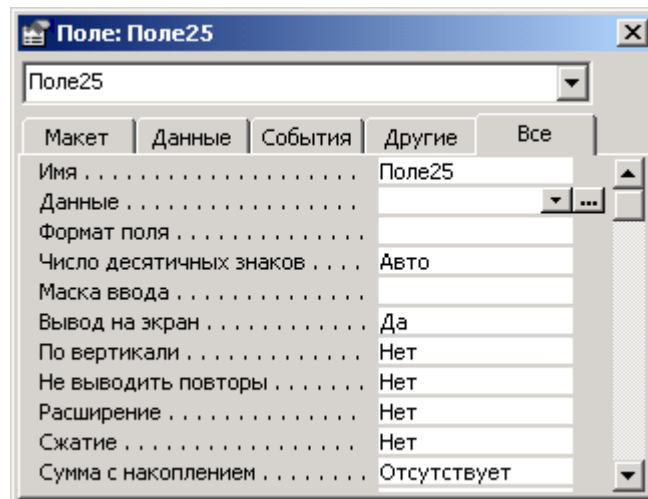 Поле: Поле25
Поле25
Макет Данные События Другие Все
Имя . . . . . . . . . . . . . . . . . . . . Поле25
Данные . . . . . . . . . . . . . . . . . ...
Формат поля . . . . . . . . . . . . . .
Число десятичных знаков . . . . Авто
Маска ввода . . . . . . . . . . . . . .
Вывод на экран . . . . . . . . . . . . Да
По вертикали . . . . . . . . . . . . . Нет
Не выводить повторы . . . . . . . Нет
Расширение . . . . . . . . . . . . . . Нет
Сжатие . . . . . . . . . . . . . . . . . Нет
Сумма с накоплением . . . . . . . . Отсутствует